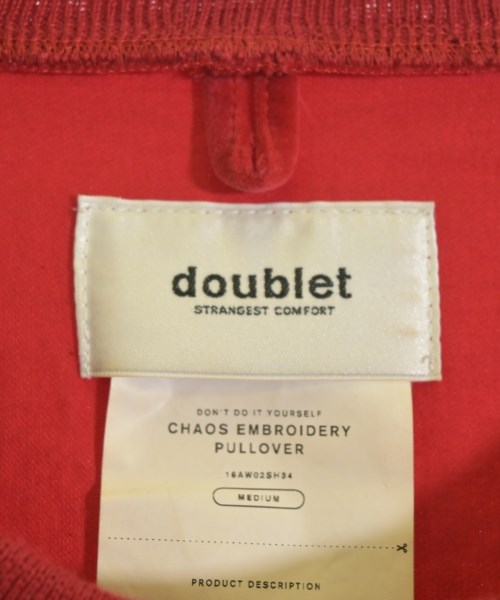 doublet
STRANGEST COMFORT
DON'T DO IT YOURSELF
CHAOS EMBROIDERY
PULLOVER
16AW02SH34
MEDIUM
PRODUCT DESCRIPTION